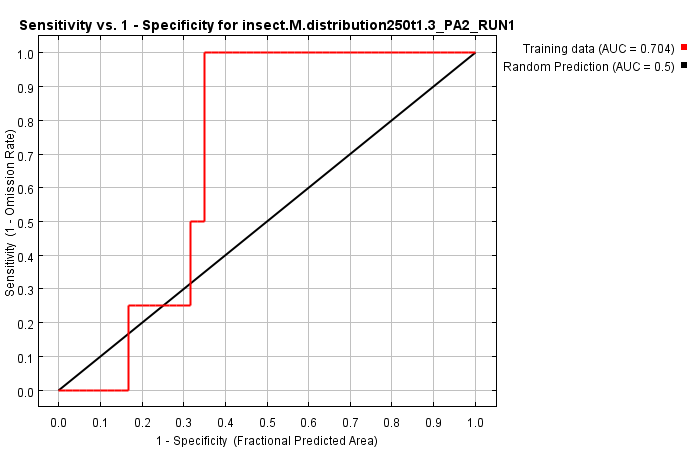 Sensitivity vs. 1 - Specificity for insect.M.distribution250t1.3_PA2_RUN1
Training data (AUC = 0.704)
Random Prediction (AUC = 0.5)
Sensitivity (1 - Omission Rate)
1.0
0.9
0.8
0.7
0.6
0.5
0.4
0.3
0.2
0.1
0.0
0.0 0.1 0.2 0.3 0.4 0.5 0.6 0.7 0.8 0.9 1.0
1 - Specificity (Fractional Predicted Area)